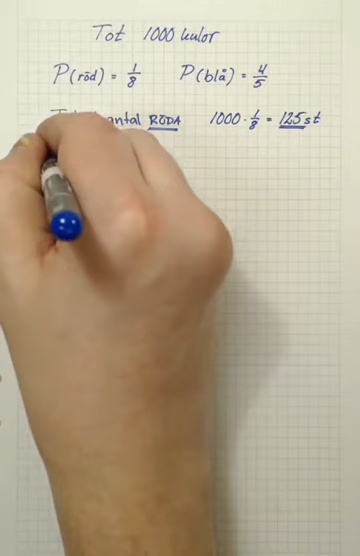 Tot 1000 kulor
P(röd) = 1/8 P(blå) = 4/5
antal RÖDA 1000 · 1/8 = 125 st